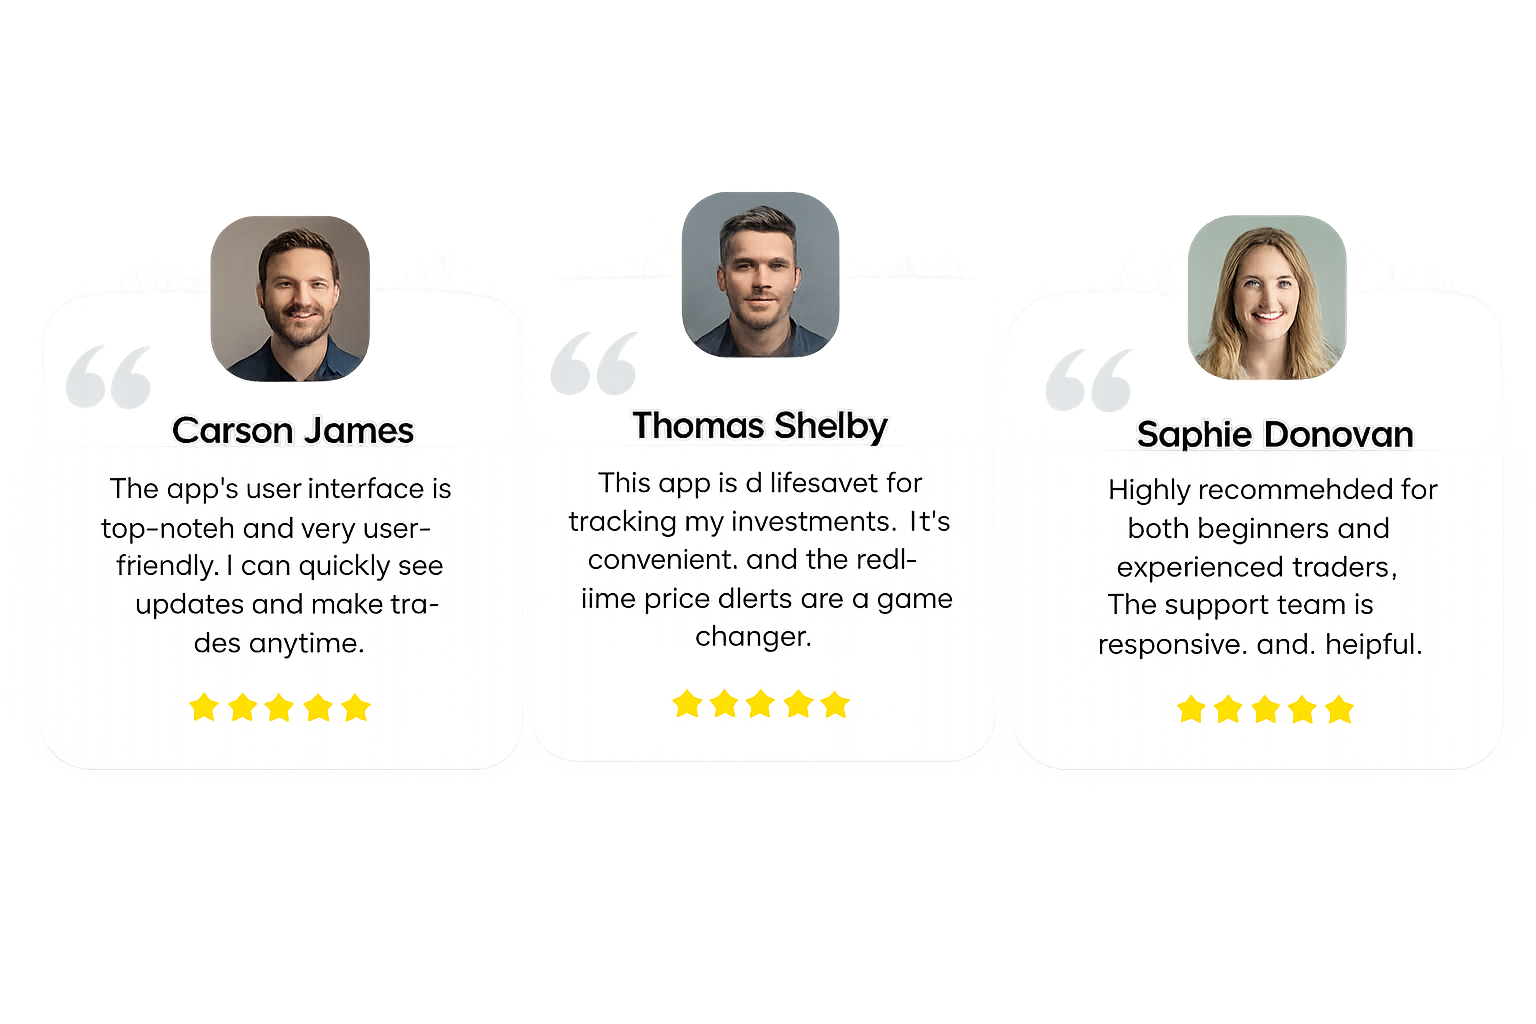 Carson James
The app's user interface is
top-noteh and very user-
friendly. I can quickly see
updates and make tra-
des anytime.
Thomas Shelby
This app is d lifesavet for
tracking my investments. It's
convenient. and the redl-
iime price dlerts are a game
changer.
Saphie Donovan
Highly recommehded for
both beginners and
experienced traders,
The support team is
responsive. and. heipful.